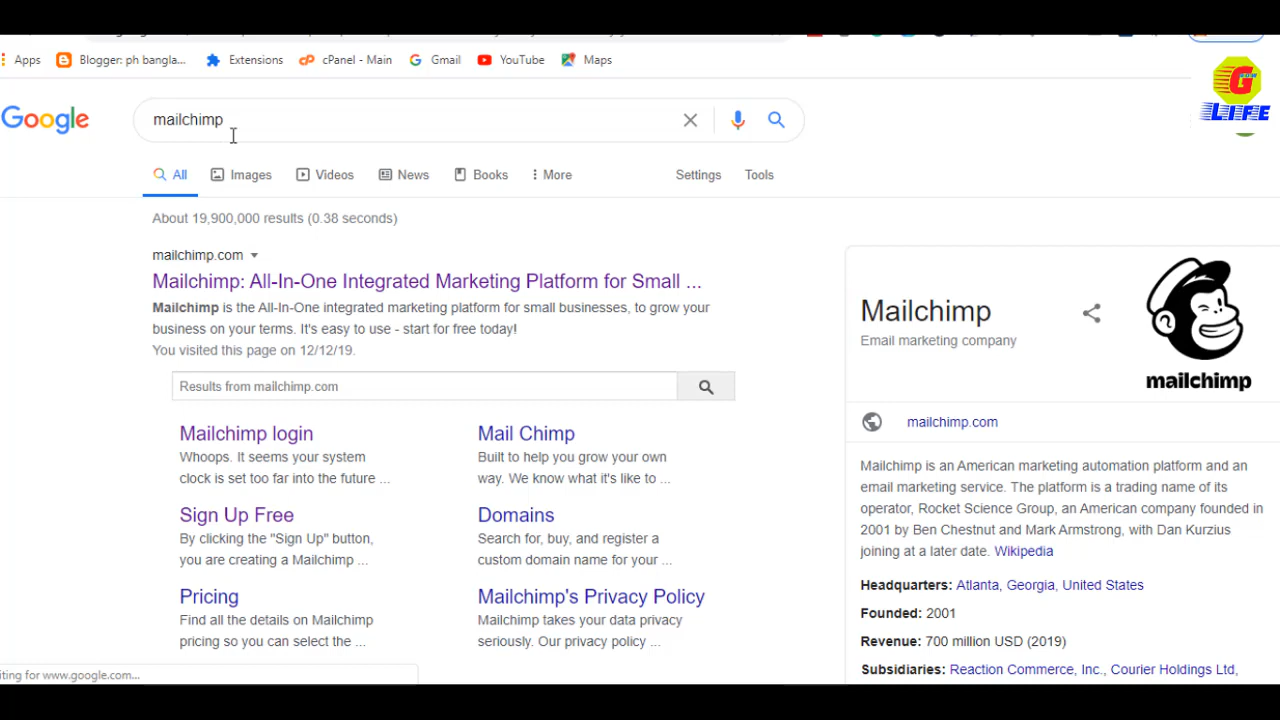 Apps
Blogger: ph bangla...
Extensions
cPanel - Main
Gmail
YouTube
Maps
G
LIFE
Google
mailchimp
All
Images
Videos
News
Books
More
Settings
Tools
About 19,900,000 results (0.38 seconds)
mailchimp.com
Mailchimp: All-In-One Integrated Marketing Platform for Small ...
Mailchimp is the All-In-One integrated marketing platform for small businesses, to grow your
business on your terms. It's easy to use - start for free today!
You visited this page on 12/12/19.
Results from mailchimp.com
Mailchimp login
Whoops. It seems your system
clock is set too far into the future ...
Mail Chimp
Built to help you grow your own
way. We know what it's like to ...
Sign Up Free
By clicking the "Sign Up" button,
you are creating a Mailchimp ...
Domains
Search for, buy, and register a
custom domain name for your ...
Pricing
Find all the details on Mailchimp
pricing so you can select the ...
Mailchimp's Privacy Policy
Mailchimp takes your data privacy
seriously. Our privacy policy ...
Mailchimp
Email marketing company
mailchimp
mailchimp.com
Mailchimp is an American marketing automation platform and an
email marketing service. The platform is a trading name of its
operator, Rocket Science Group, an American company founded in
2001 by Ben Chestnut and Mark Armstrong, with Dan Kurzius
joining at a later date. Wikipedia
Headquarters: Atlanta, Georgia, United States
Founded: 2001
Revenue: 700 million USD (2019)
Subsidiaries: Reaction Commerce, Inc., Courier Holdings Ltd,
iting for www.google.com...